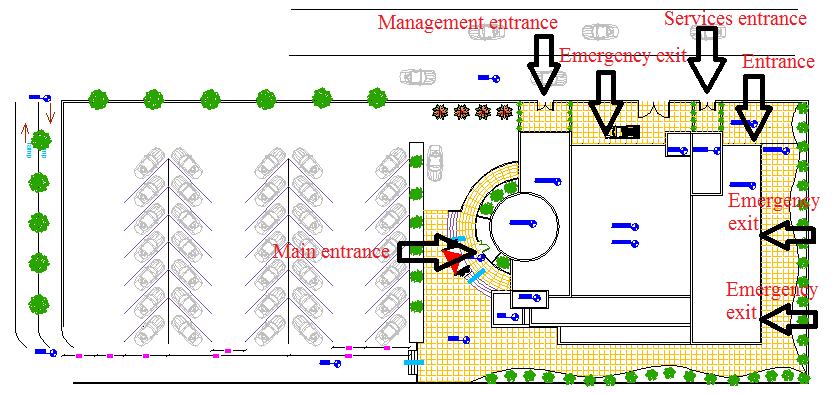 Management entrance
Services entrance
Emergency exit
Entrance
Main entrance
Emergency
exit
Emergency
exit